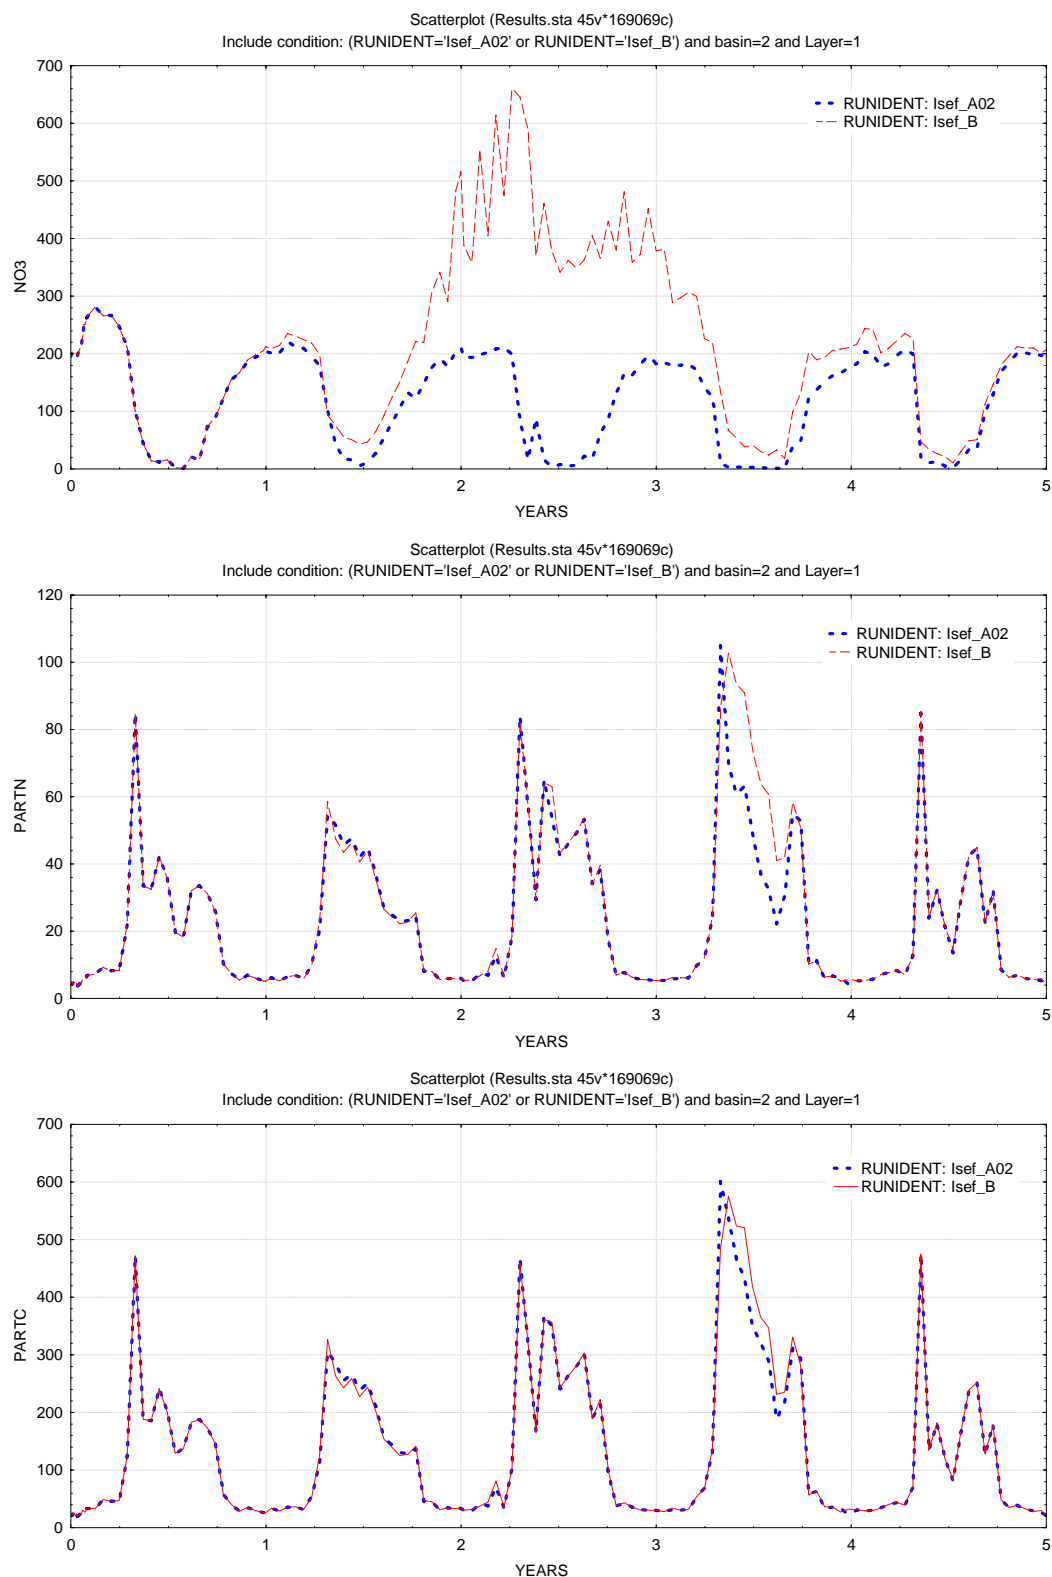 Scatterplot (Results.sta 45v*169069c)
Include condition: (RUNIDENT='Isef_A02' or RUNIDENT='Isef_B') and basin=2 and Layer=1
700
600
500
400
300
200
100
0
NO3
RUNIDENT: Isef_A02
RUNIDENT: Isef_B
0 1 2 3 4 5
YEARS
Scatterplot (Results.sta 45v*169069c)
Include condition: (RUNIDENT='Isef_A02' or RUNIDENT='Isef_B') and basin=2 and Layer=1
120
100
80
60
40
20
0
PARTN
RUNIDENT: Isef_A02
RUNIDENT: Isef_B
0 1 2 3 4 5
YEARS
Scatterplot (Results.sta 45v*169069c)
Include condition: (RUNIDENT='Isef_A02' or RUNIDENT='Isef_B') and basin=2 and Layer=1
700
600
500
400
300
200
100
0
PARTC
RUNIDENT: Isef_A02
RUNIDENT: Isef_B
0 1 2 3 4 5
YEARS